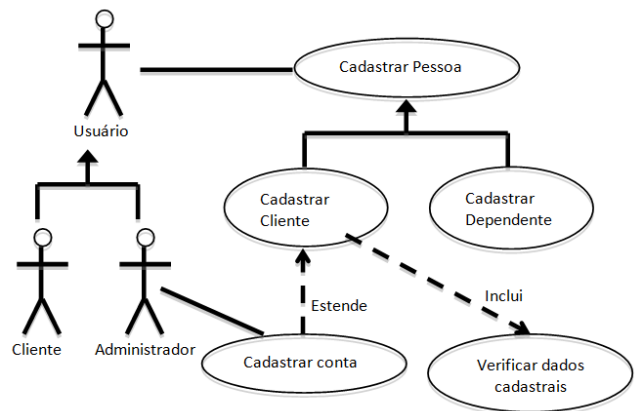 Cadastrar Pessoa
Usuário
Cadastrar
Cliente
Cadastrar
Dependente
Estende
Inclui
Cliente
Administrador
Cadastrar conta
Verificar dados
cadastrais